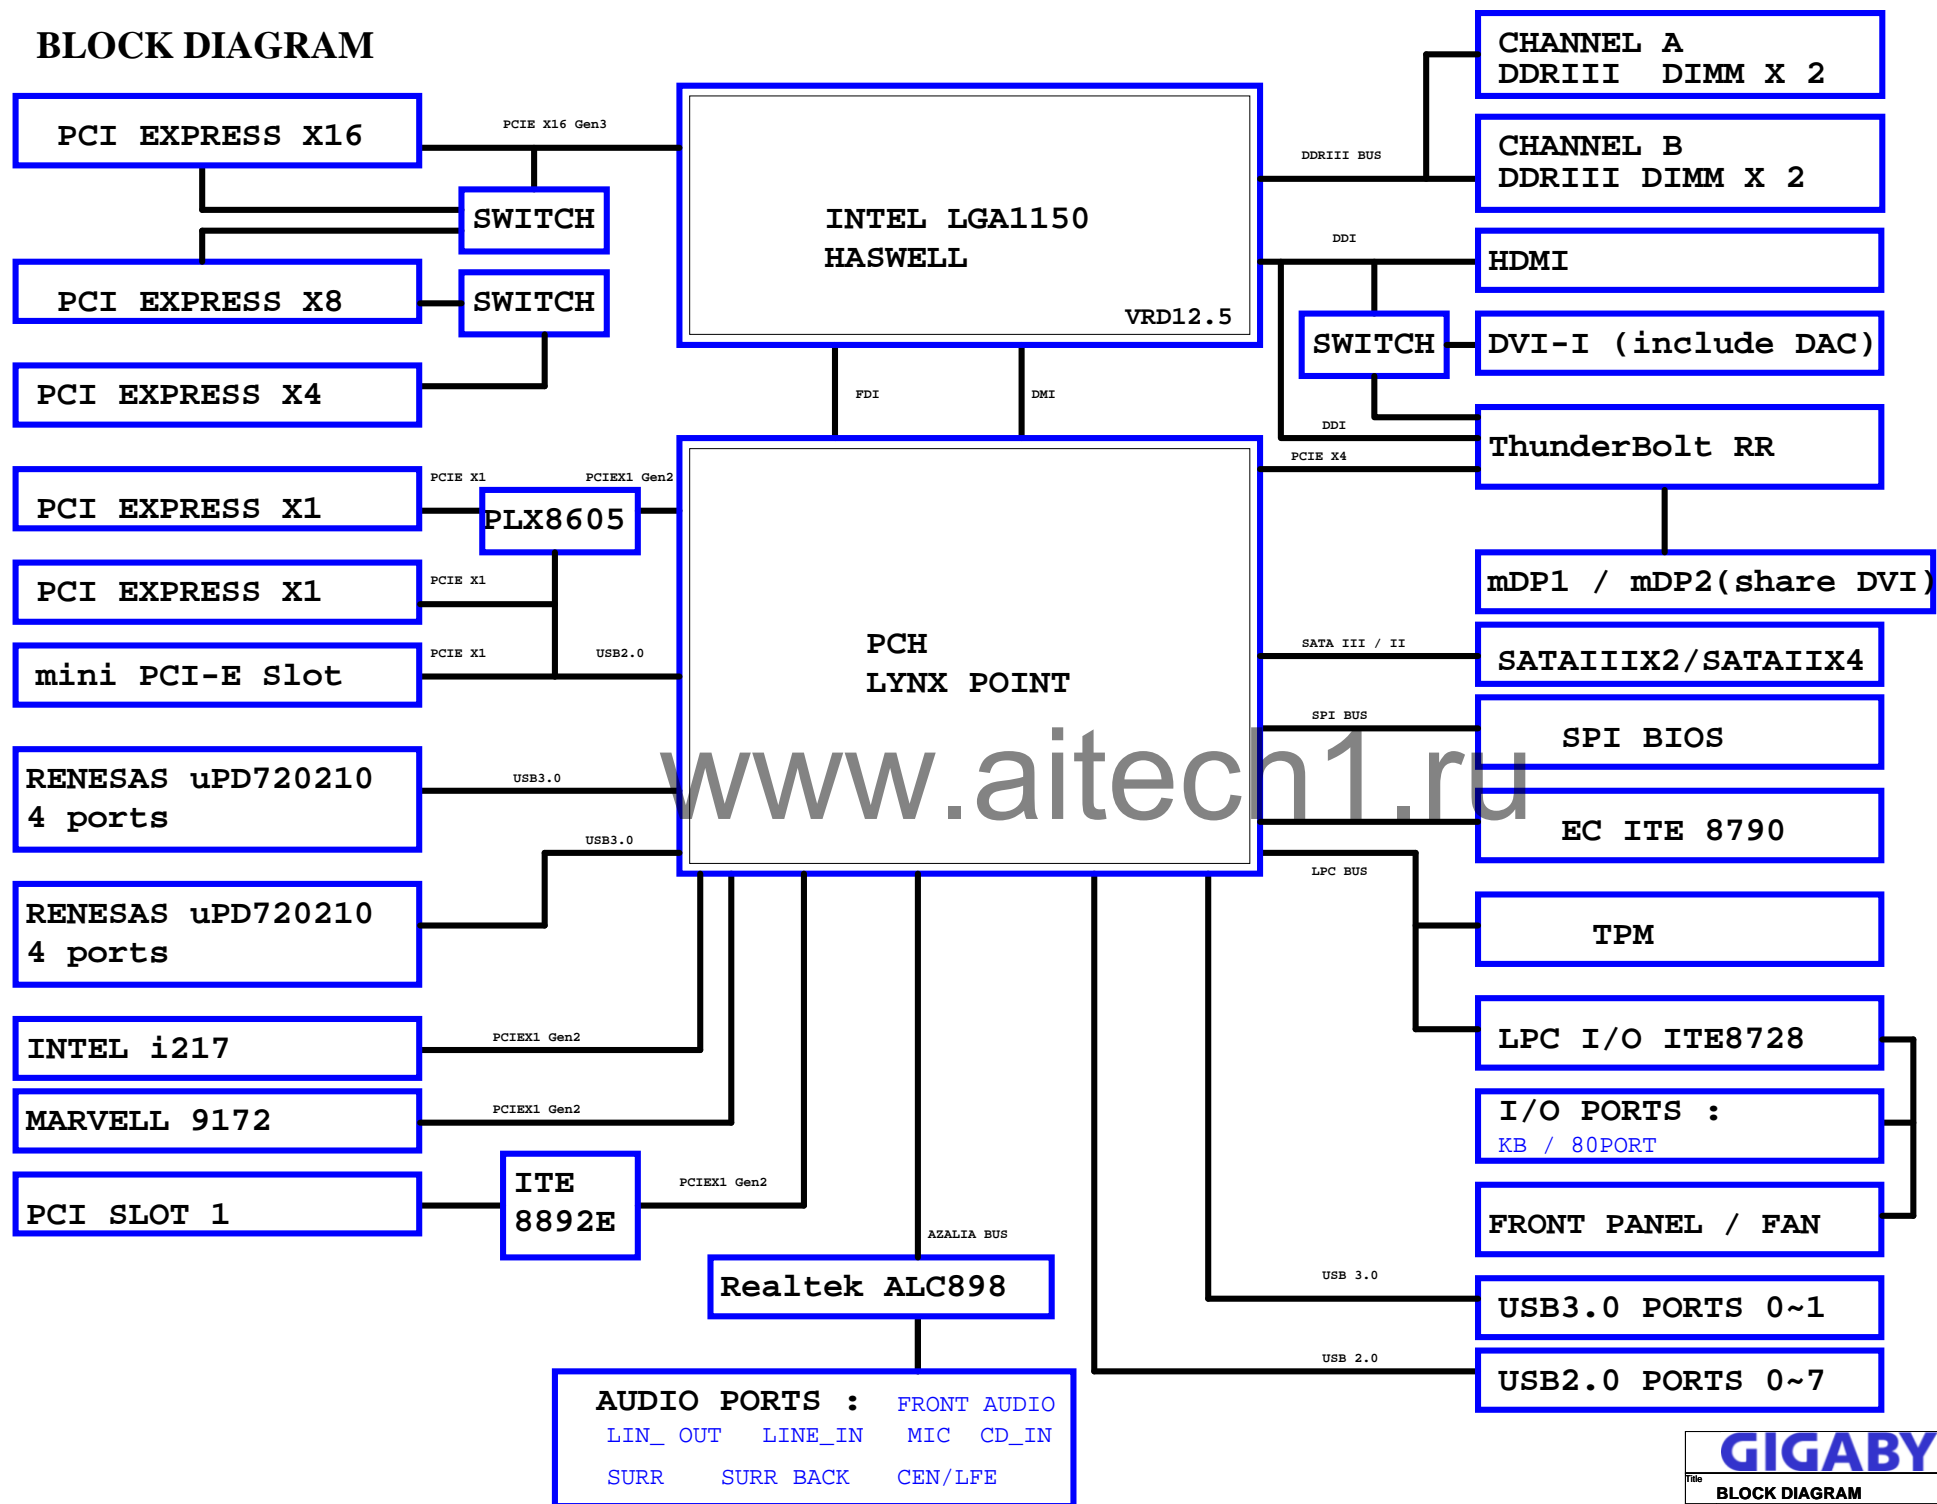 BLOCK DIAGRAM
PCI EXPRESS X16
PCIE X16 Gen3
SWITCH
PCI EXPRESS X8
SWITCH
PCI EXPRESS X4
INTEL LGA1150
HASWELL
VRD12.5
CHANNEL A
DDRIII DIMM X 2
DDRIII BUS
CHANNEL B
DDRIII DIMM X 2
DDI
HDMI
SWITCH
DVI-I (include DAC)
FDI
DMI
DDI
PCIE X4
ThunderBolt RR
mDP1 / mDP2(share DVI)
PCI EXPRESS X1
PCIE X1
PCIEX1 Gen2
PLX8605
PCI EXPRESS X1
PCIE X1
mini PCI-E Slot
PCIE X1
USB2.0
PCH
LYNX POINT
SATA III / II
SATAIIIX2/SATAIIX4
SPI BUS
SPI BIOS
www.aitech1.ru
RENESAS uPD720210
4 ports
USB3.0
EC ITE 8790
USB3.0
RENESAS uPD720210
4 ports
LPC BUS
TPM
INTEL i217
PCIEX1 Gen2
LPC I/O ITE8728
MARVELL 9172
PCIEX1 Gen2
I/O PORTS :
KB / 80PORT
PCI SLOT 1
ITE
8892E
PCIEX1 Gen2
FRONT PANEL / FAN
AZALIA BUS
Realtek ALC898
USB 3.0
USB3.0 PORTS 0~1
USB 2.0
USB2.0 PORTS 0~7
AUDIO PORTS : FRONT AUDIO
LIN_ OUT LINE_IN MIC CD_IN
SURR SURR BACK CEN/LFE
GIGABY
Title
BLOCK DIAGRAM